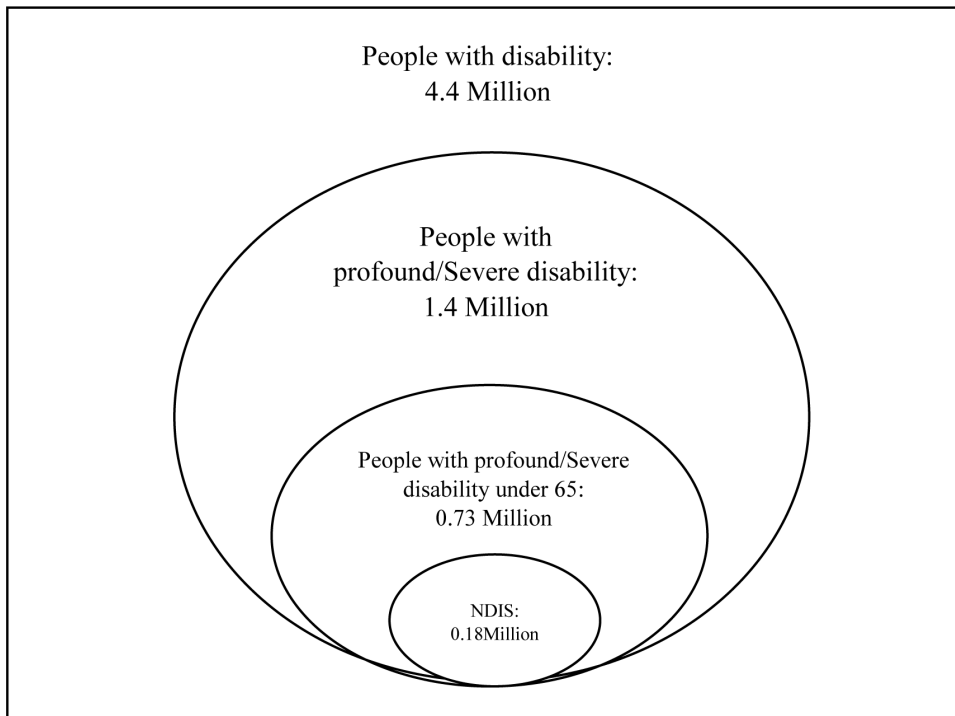 People with disability:
4.4 Million
People with
profound/Severe disability:
1.4 Million
People with profound/Severe
disability under 65:
0.73 Million
NDIS:
0.18Million